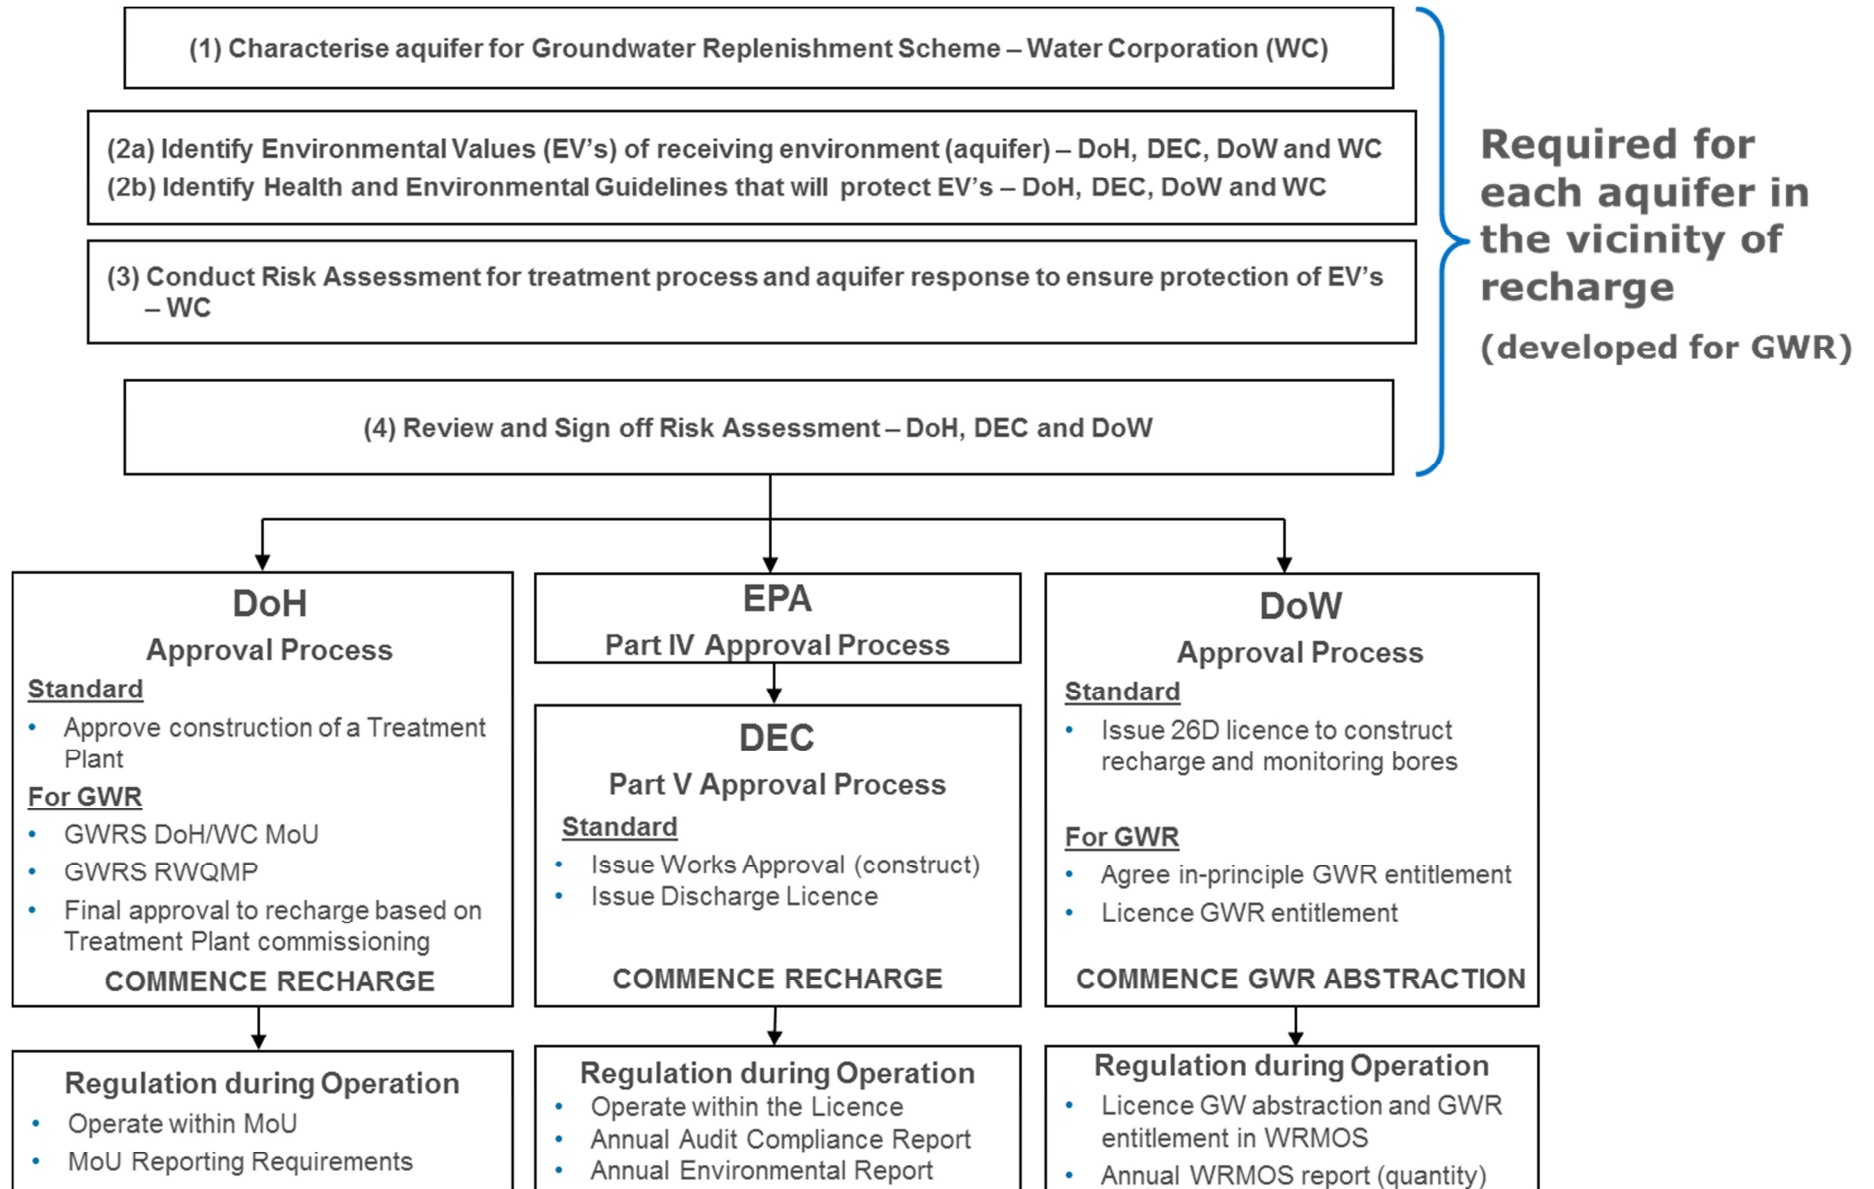 (1) Characterise aquifer for Groundwater Replenishment Scheme – Water Corporation (WC)
(2a) Identify Environmental Values (EV's) of receiving environment (aquifer) – DoH, DEC, DoW and WC
(2b) Identify Health and Environmental Guidelines that will protect EV's – DoH, DEC, DoW and WC
(3) Conduct Risk Assessment for treatment process and aquifer response to ensure protection of EV's
– WC
(4) Review and Sign off Risk Assessment – DoH, DEC and DoW
Required for
each aquifer in
the vicinity of
recharge
(developed for GWR)
DoH
Approval Process
Standard
• Approve construction of a Treatment
Plant
For GWR
• GWRS DoH/WC MoU
• GWRS RWQMP
• Final approval to recharge based on
Treatment Plant commissioning
COMMENCE RECHARGE
EPA
Part IV Approval Process
DEC
Part V Approval Process
Standard
• Issue Works Approval (construct)
• Issue Discharge Licence
COMMENCE RECHARGE
DoW
Approval Process
Standard
• Issue 26D licence to construct
recharge and monitoring bores
For GWR
• Agree in-principle GWR entitlement
• Licence GWR entitlement
COMMENCE GWR ABSTRACTION
Regulation during Operation
• Operate within MoU
• MoU Reporting Requirements
Regulation during Operation
• Operate within the Licence
• Annual Audit Compliance Report
• Annual Environmental Report
Regulation during Operation
• Licence GW abstraction and GWR
entitlement in WRMOS
• Annual WRMOS report (quantity)